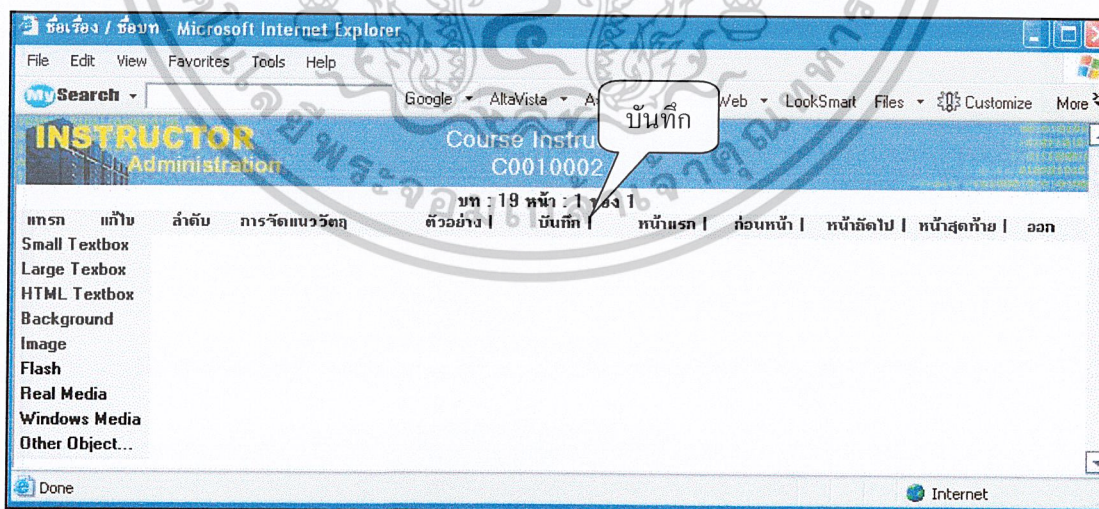 ชื่อเรื่อง / ชื่อบท - Microsoft Internet Explorer
File Edit View Favorites Tools Help
My Search Google AltaVista Web LookSmart Files Customize More
บันทึก
INSTRUCTOR
Administration
Course Instru
C0010002
บท : 19 หน้า : 1 ของ 1
แทรก แก้ไข ลำดับ การจัดแนววัตถุ ตัวอย่าง | บันทึก | หน้าแรก | ก่อนหน้า | หน้าถัดไป | หน้าสุดท้าย | ออก
Small Textbox
Large Texbox
HTML Textbox
Background
Image
Flash
Real Media
Windows Media
Other Object...
Done Internet